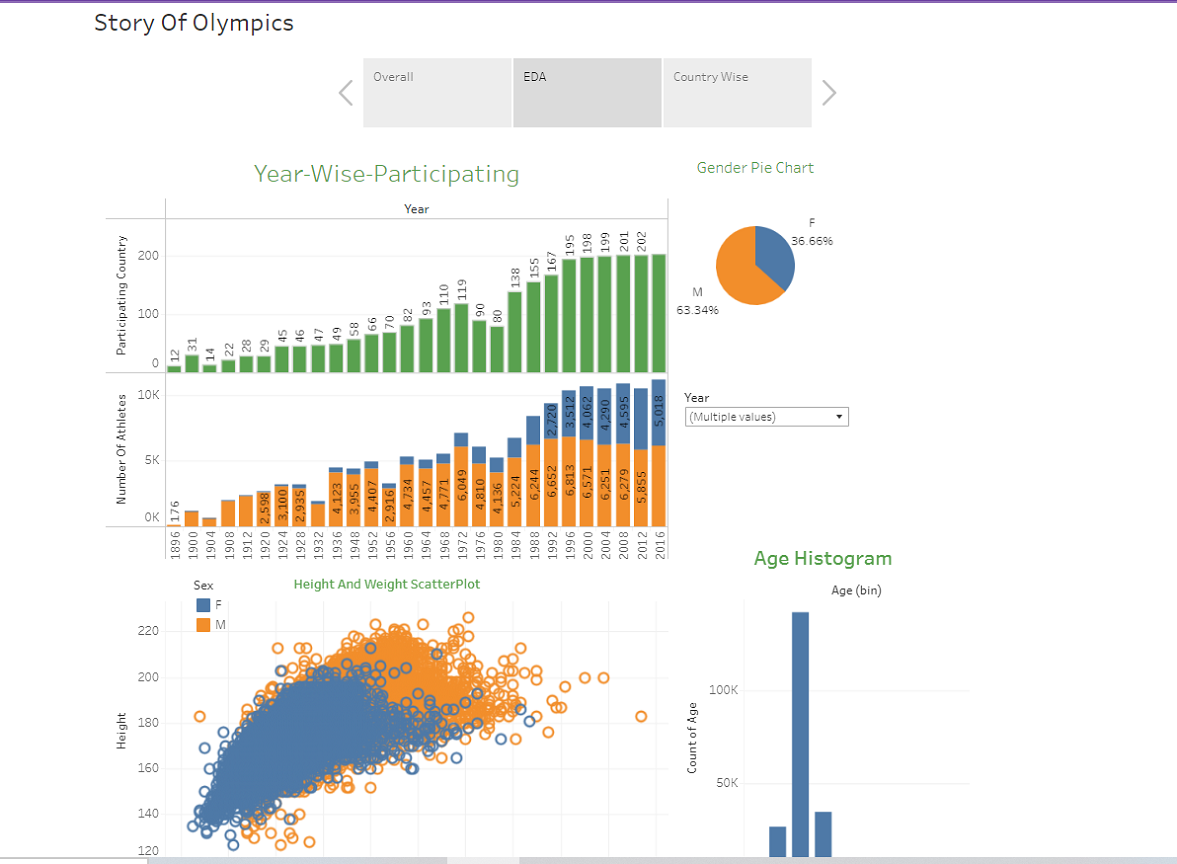 Story Of Olympics
Overall
EDA
Country Wise
Year-Wise-Participating
Year
Participating Country
200
100
0
12 31 14 22 28 29 45 46 47 49 58 66 70 82 93 110 119 90 80 138 155 167 195 198 199 201 202
Number Of Athletes
10K
5K
0K
2,720 3,512 4,062 4,290 4,595 5,018
176 2,598 3,100 2,935 4,123 3,955 4,407 2,916 4,734 4,457 4,771 6,049 4,810 4,136 5,224 6,244 6,652 6,813 6,571 6,251 6,279 5,855
1896 1900 1904 1908 1912 1920 1924 1928 1932 1936 1948 1952 1956 1960 1964 1968 1972 1976 1980 1984 1988 1992 1996 2000 2004 2008 2012 2016
Gender Pie Chart
F
36.66%
M
63.34%
Year
(Multiple values)
Height And Weight ScatterPlot
Sex
F
M
Height
220
200
180
160
140
120
Age Histogram
Age (bin)
Count of Age
100K
50K